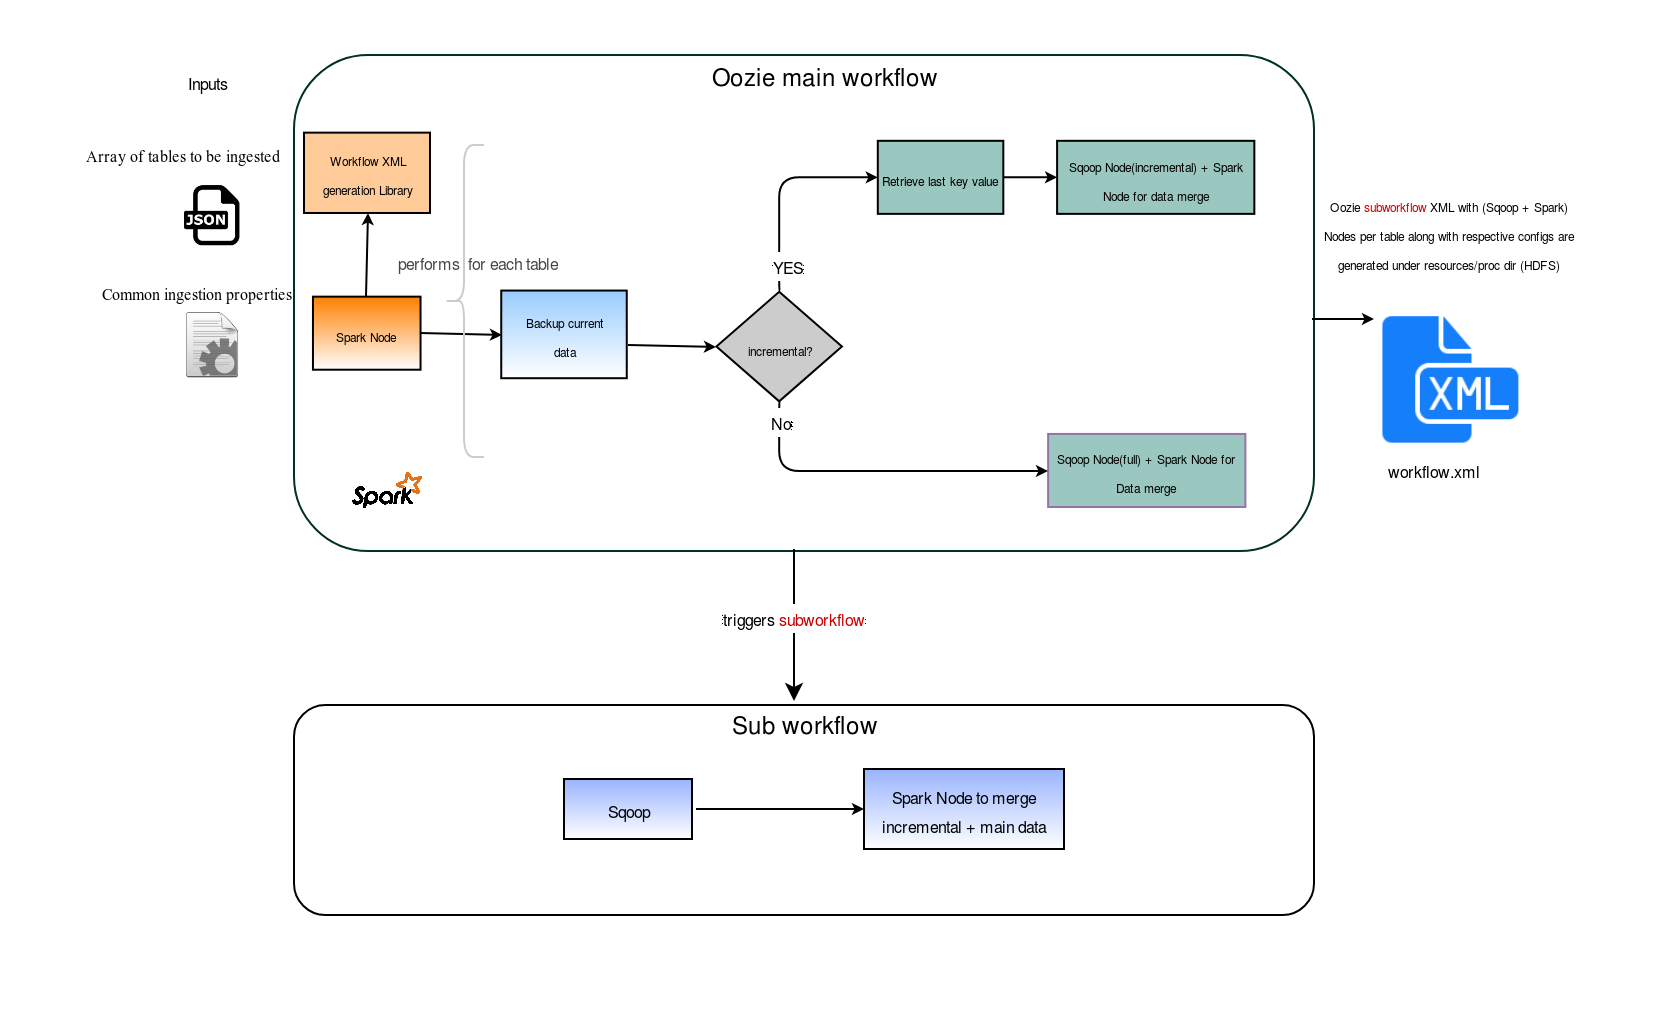 Oozie main workflow
Inputs
Array of tables to be ingested
JSON
Common ingestion properties
Workflow XML
generation Library
performs  for each table
Spark Node
Backup current
data
incremental?
YES
No
Retrieve last key value
Sqoop Node(incremental) + Spark
Node for data merge
Sqoop Node(full) + Spark Node for
Data merge
Spark
Oozie subworkflow XML with (Sqoop + Spark)
Nodes per table along with respective configs are
generated under resources/proc dir (HDFS)
XML
workflow.xml
triggers subworkflow
Sub workflow
Sqoop
Spark Node to merge
incremental + main data